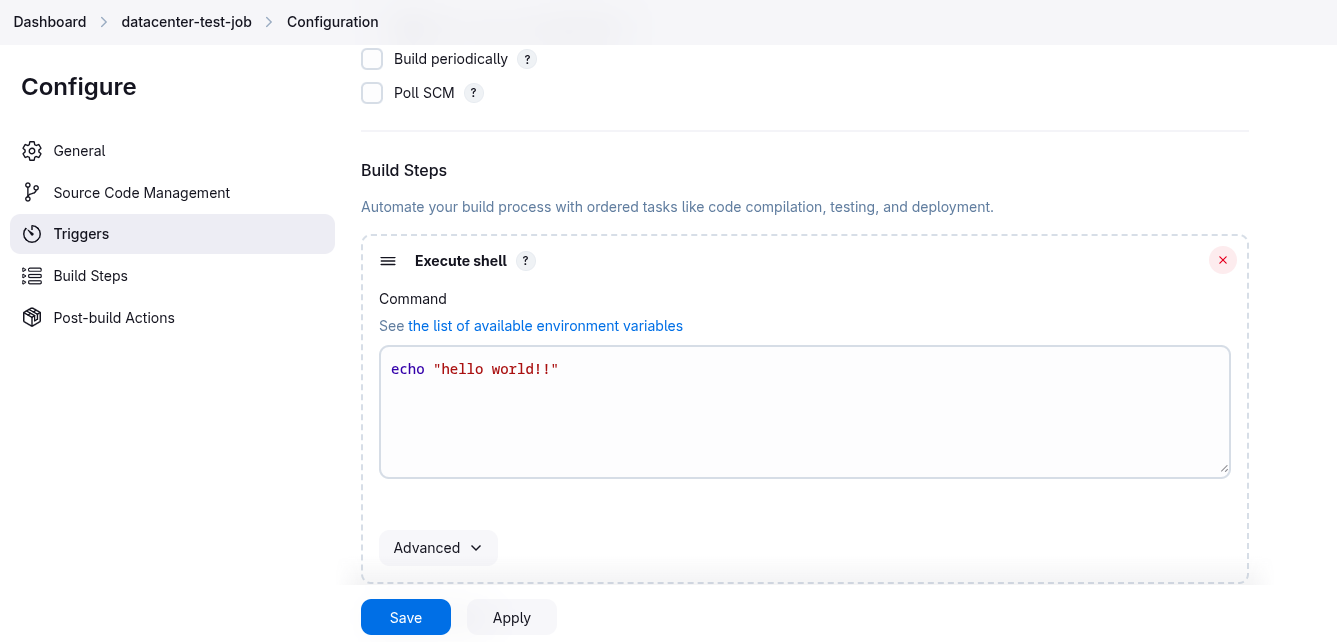 Dashboard > datacenter-test-job > Configuration
Configure
General
Source Code Management
Triggers
Build Steps
Post-build Actions
Build periodically ?
Poll SCM ?
Build Steps
Automate your build process with ordered tasks like code compilation, testing, and deployment.
Execute shell ?
Command
See the list of available environment variables
echo "hello world!!"
Advanced
Save Apply